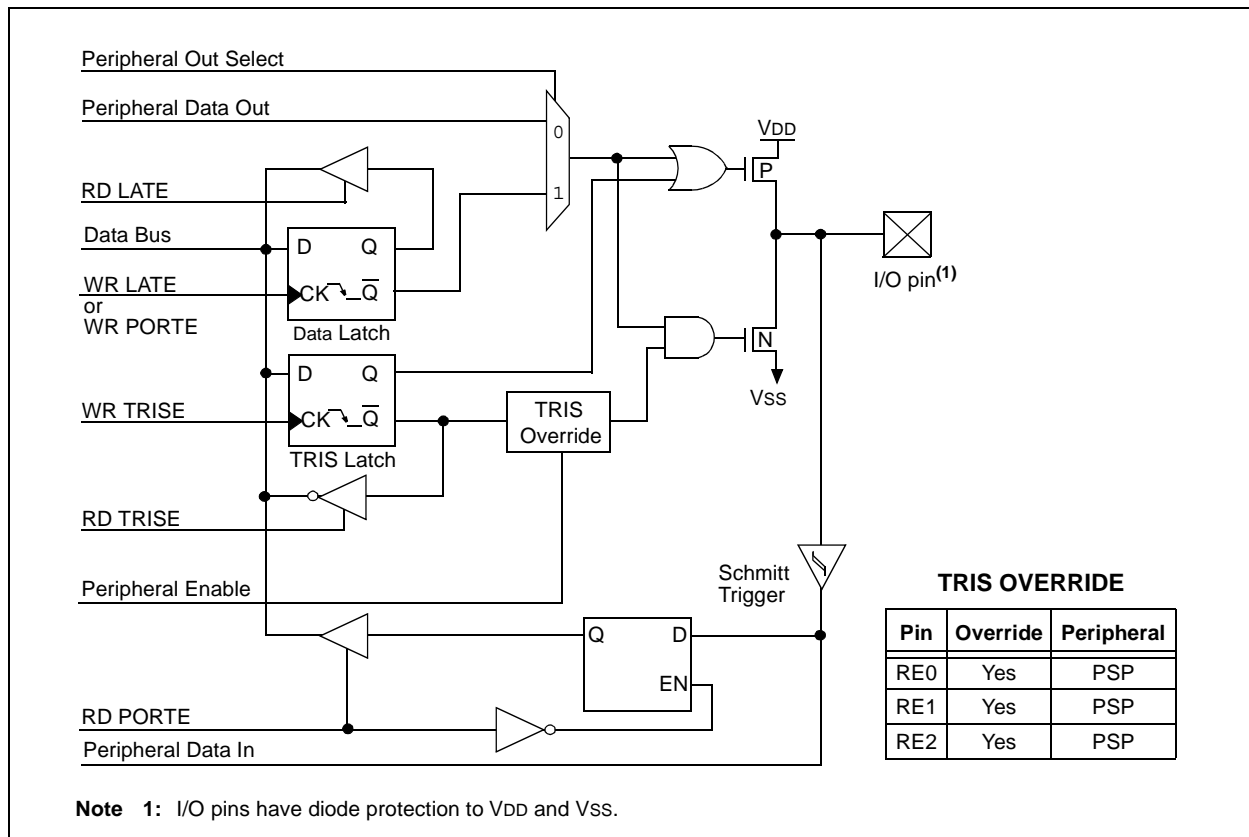 Peripheral Out Select
Peripheral Data Out
0
1
VDD
P
RD LATE
Data Bus
D Q
WR LATE
or
WR PORTE
CK Q̅
Data Latch
I/O pin(1)
N
VSS
D Q
WR TRISE
CK Q̅
TRIS Latch
TRIS
Override
RD TRISE
Peripheral Enable
Schmitt
Trigger
Q D
EN
RD PORTE
Peripheral Data In
TRIS OVERRIDE
Pin Override Peripheral
RE0 Yes PSP
RE1 Yes PSP
RE2 Yes PSP
Note 1: I/O pins have diode protection to VDD and VSS.